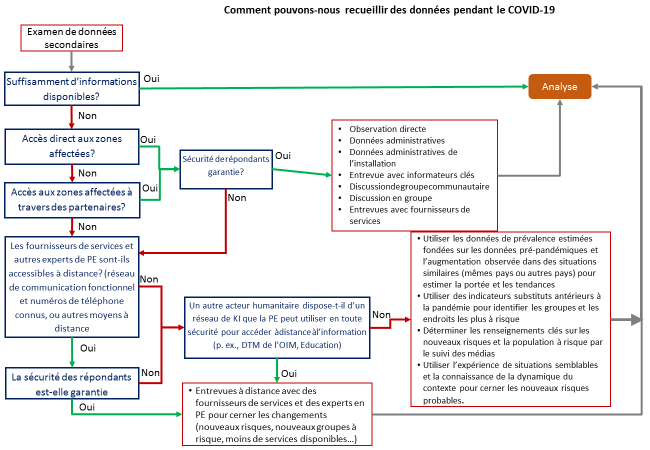 Comment pouvons-nous recueillir des données pendant le COVID-19
Examen de données
secondaires
Oui
Suffisamment d'informations
disponibles?
Analyse
Non
Accès direct aux zones
affectées?
Oui
Sécurité de répondants
garantie?
Oui
• Observation directe
• Données administratives
• Données administratives de
l'installation
• Entrevue avec informateurs clés
• Discussion de groupe communautaire
• Discussion en groupe
• Entrevues avec fournisseurs de
services
Non
Accès aux zones affectées à
travers des partenaires?
Oui
Non
Non
Les fournisseurs de services et
autres experts de PE sont-ils
accessibles à distance? (réseau
de communication fonctionnel
et numéros de téléphone
connus, ou autres moyens à
distance
Non
Un autre acteur humanitaire dispose-t-il d'un
réseau de KI que la PE peut utiliser en toute
sécurité pour accéder à distance à l'information
(p. ex., DTM de l'OIM, Education)
Non
• Utiliser les données de prévalence estimées
fondées sur les données pré-pandémiques et
l'augmentation observée dans des situations
similaires (mêmes pays ou autres pays) pour
estimer la portée et les tendances
• Utiliser des indicateurs substituts antérieurs à
la pandémie pour identifier les groupes et les
endroits les plus à risque
• Déterminer les renseignements clés sur les
nouveaux risques et la population à risque par
le suivi des médias
• Utiliser l'expérience de situations semblables
et la connaissance de la dynamique du
contexte pour cerner les nouveaux risques
probables.
Oui
Oui
La sécurité des répondants
est-elle garantie
Non
Oui
• Entrevues à distance avec des
fournisseurs de services et des experts en
PE pour cerner les changements
(nouveaux risques, nouveaux groupes à
risque, moins de services disponibles...)